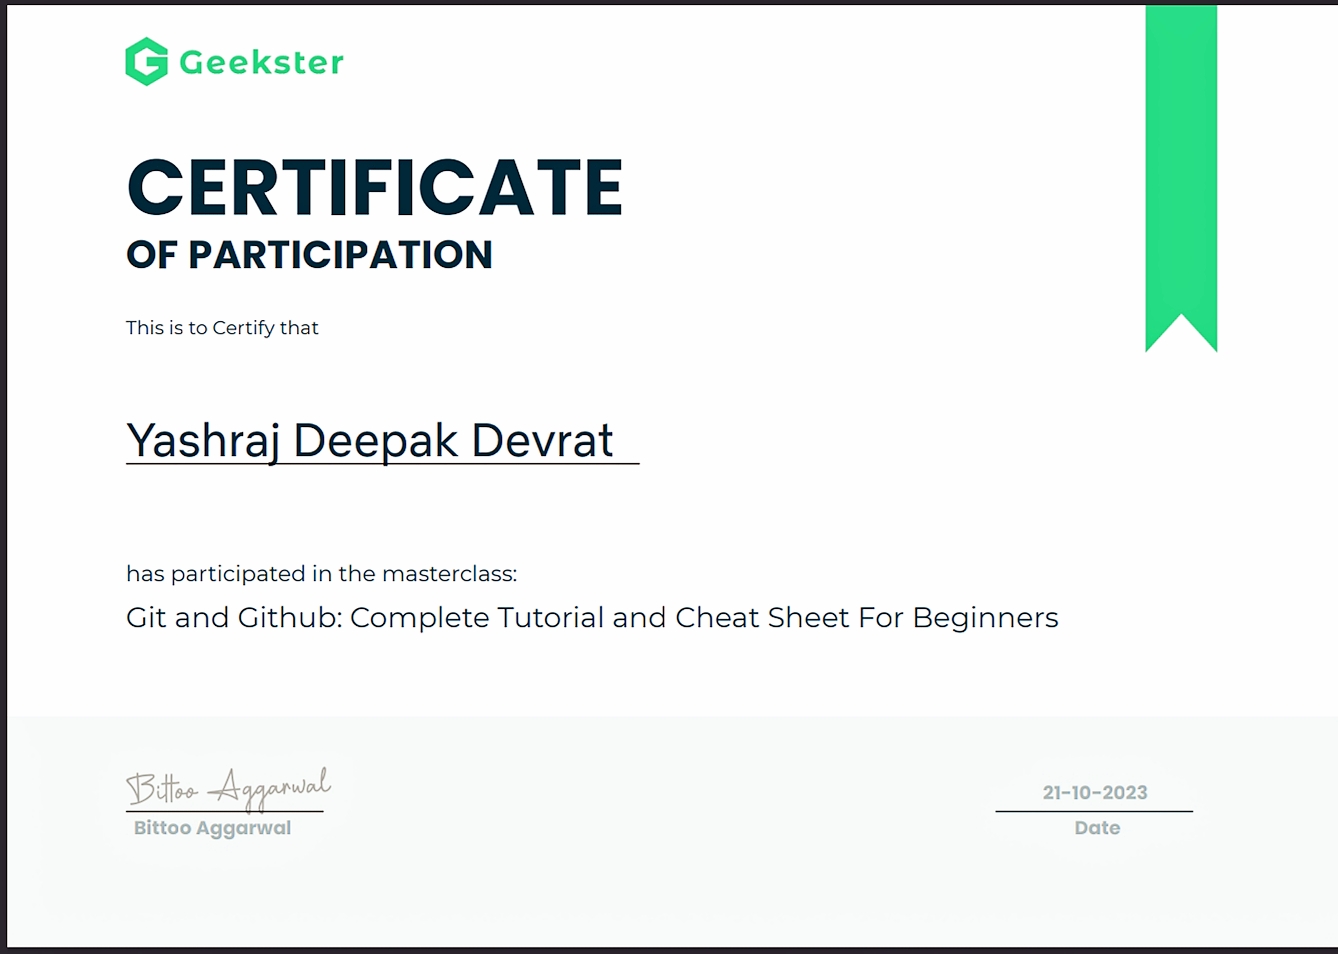 Geekster
CERTIFICATE
OF PARTICIPATION
This is to Certify that
Yashraj Deepak Devrat
has participated in the masterclass:
Git and Github: Complete Tutorial and Cheat Sheet For Beginners
Bittoo Aggarwal
Bittoo Aggarwal
21-10-2023
Date